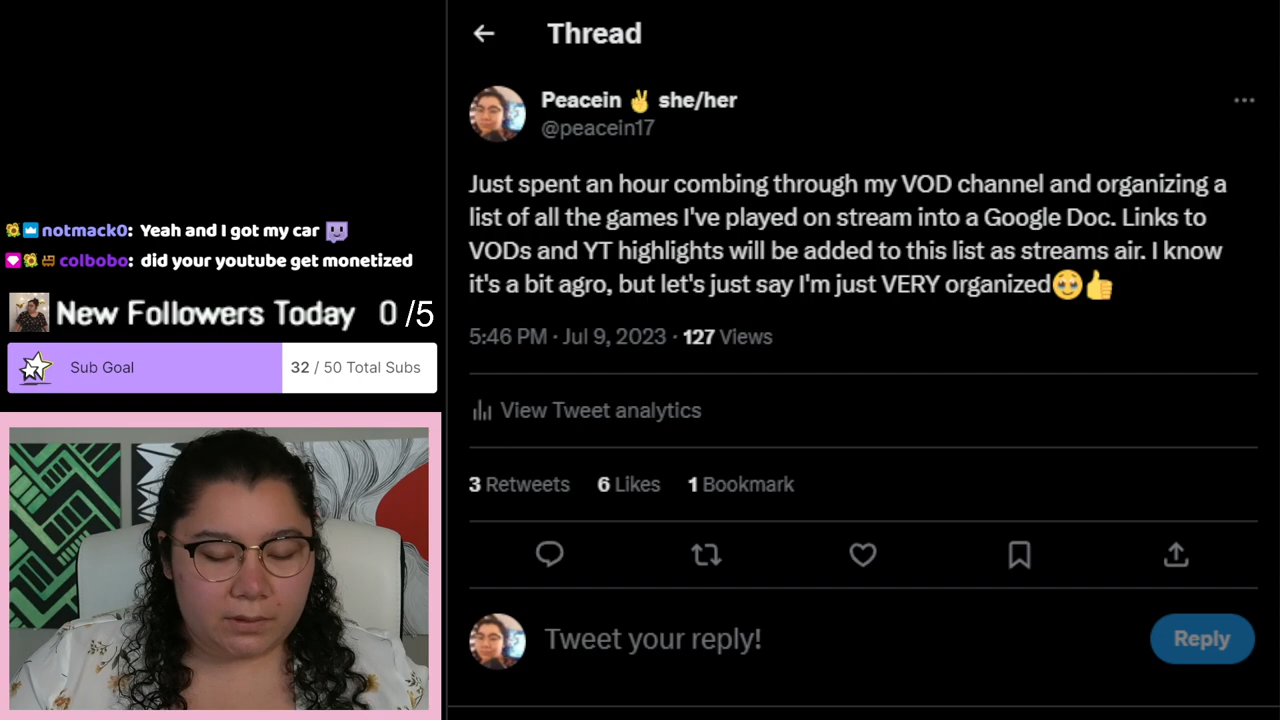 notmack0: Yeah and I got my car
colbobo: did your youtube get monetized
New Followers Today 0 /5
Sub Goal 32 / 50 Total Subs
Thread
Peacein ✌ she/her
@peacein17
Just spent an hour combing through my VOD channel and organizing a
list of all the games I've played on stream into a Google Doc. Links to
VODs and YT highlights will be added to this list as streams air. I know
it's a bit agro, but let's just say I'm just VERY organized🥹👍
5:46 PM · Jul 9, 2023 · 127 Views
View Tweet analytics
3 Retweets 6 Likes 1 Bookmark
Tweet your reply!
Reply